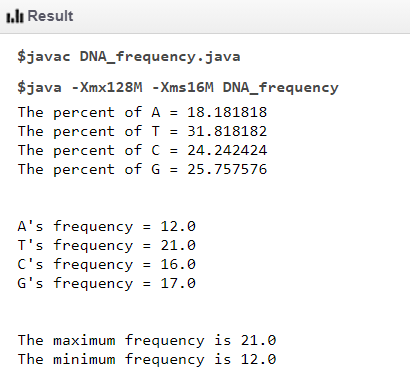 Result
$javac DNA_frequency.java
$java -Xmx128M -Xms16M DNA_frequency
The percent of A = 18.181818
The percent of T = 31.818182
The percent of C = 24.242424
The percent of G = 25.757576
A's frequency = 12.0
T's frequency = 21.0
C's frequency = 16.0
G's frequency = 17.0
The maximum frequency is 21.0
The minimum frequency is 12.0